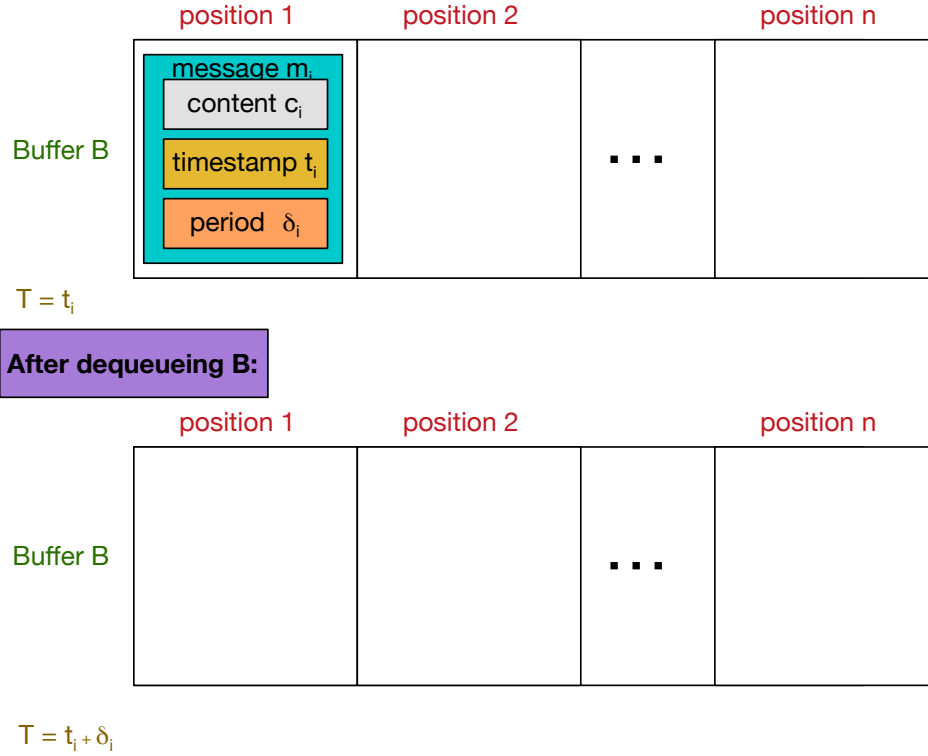 position 1 position 2 position n
message mᵢ
content cᵢ
Buffer B timestamp tᵢ ...
period δᵢ
T = tᵢ
After dequeueing B:
position 1 position 2 position n
Buffer B ...
T = tᵢ + δᵢ